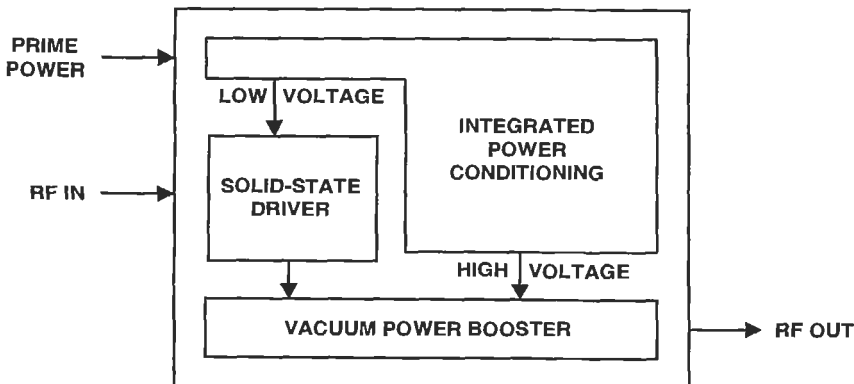 PRIME
POWER
LOW VOLTAGE
INTEGRATED
POWER
CONDITIONING
RF IN
SOLID-STATE
DRIVER
HIGH VOLTAGE
VACUUM POWER BOOSTER
RF OUT